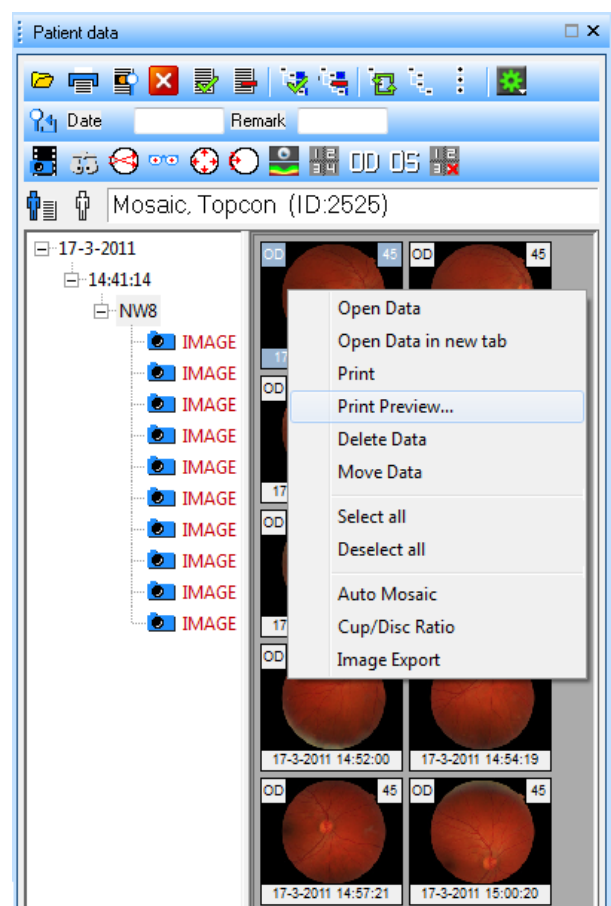 Patient data
Date
Remark
OD OS
Mosaic, Topcon (ID:2525)
17-3-2011
14:41:14
NW8
IMAGE
IMAGE
IMAGE
IMAGE
IMAGE
IMAGE
IMAGE
IMAGE
IMAGE
IMAGE
OD 45 OD 45
17
OD
17
OD
17
OD
17-3-2011 14:52:00 17-3-2011 14:54:19
OD 45 OD 45
17-3-2011 14:57:21 17-3-2011 15:00:20
Open Data
Open Data in new tab
Print
Print Preview...
Delete Data
Move Data
Select all
Deselect all
Auto Mosaic
Cup/Disc Ratio
Image Export